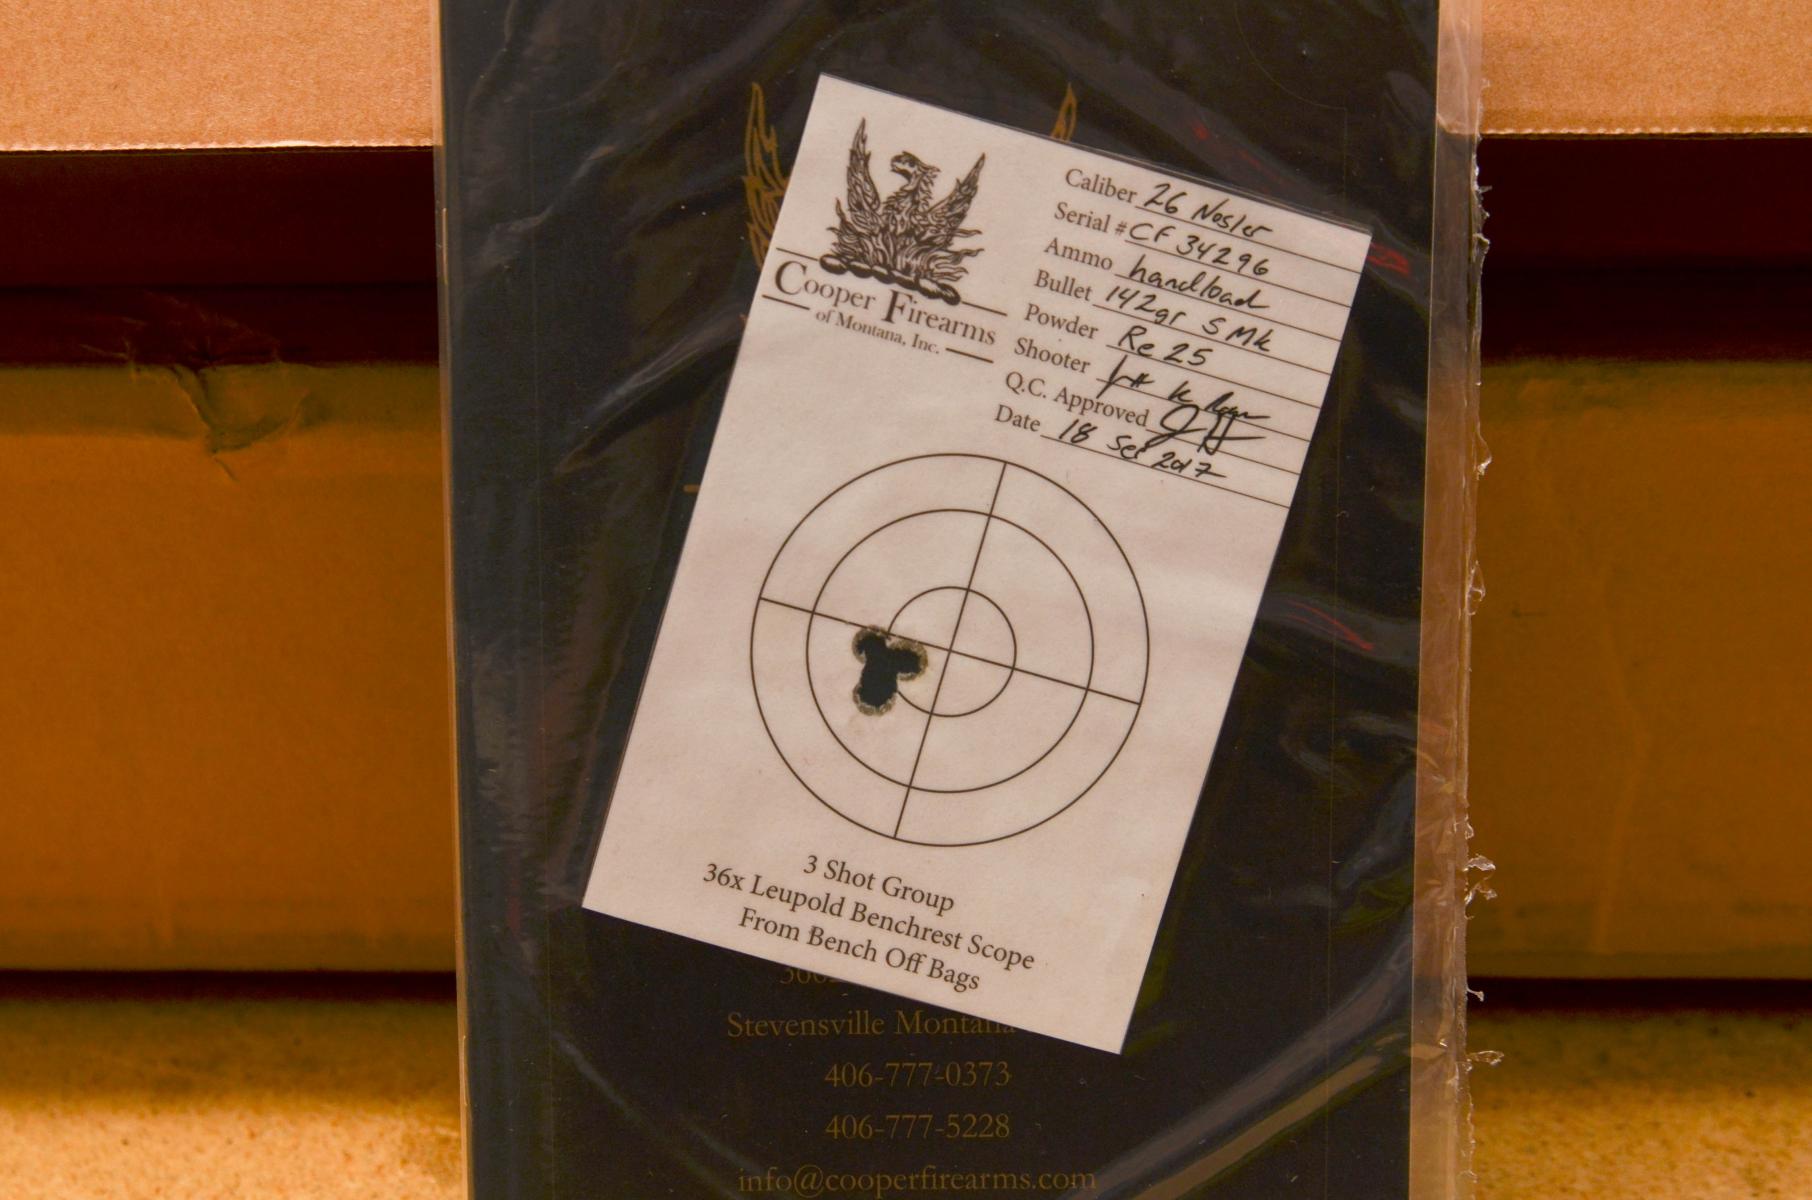 Cooper Firearms
of Montana, Inc.
Caliber 26 Nosler
Serial # CF 34296
Ammo handload
Bullet 142gr SMK
Powder Re 25
Shooter
Q.C. Approved
Date 18 2017
3 Shot Group
36x Leupold Benchrest Scope
From Bench Off Bags
Stevensville Montana
406-777-0373
406-777-5228
info@cooperfirearms.com